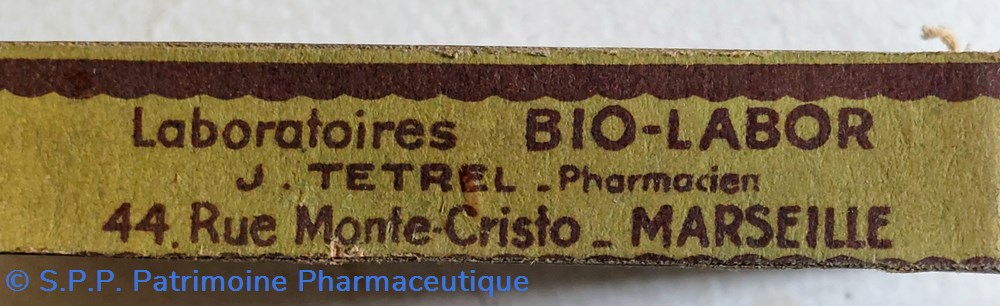 Laboratoires BIO-LABOR
J. TETREL - Pharmacien
44, Rue Monte-Cristo - MARSEILLE
© S.P.P. Patrimoine Pharmaceutique